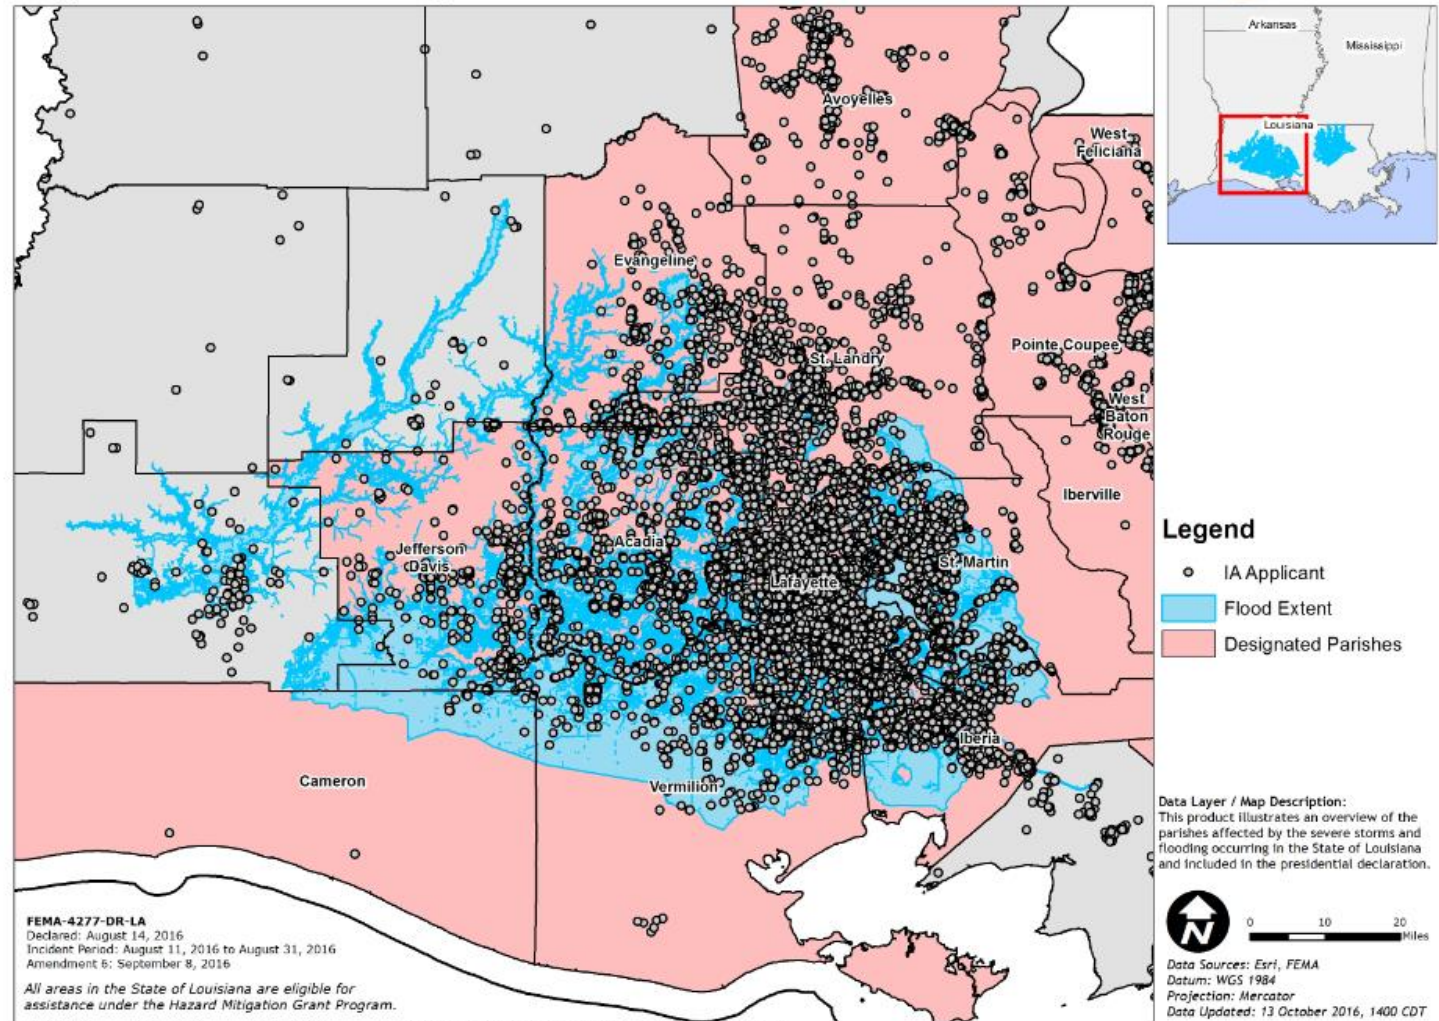 Arkansas
Mississippi
Louisiana
Avoyelles
West
Feliciana
Evangeline
St. Landry
Pointe Coupee
West
Baton
Rouge
Iberville
Jefferson
Davis
Acadia
Lafayette
St. Martin
Iberia
Cameron
Vermilion
Legend
IA Applicant
Flood Extent
Designated Parishes
Data Layer / Map Description:
This product illustrates an overview of the
parishes affected by the severe storms and
flooding occurring in the State of Louisiana
and included in the presidential declaration.
N
0 10 20
Miles
Data Sources: Esri, FEMA
Datum: WGS 1984
Projection: Mercator
Data Updated: 13 October 2016, 1400 CDT
FEMA-4277-DR-LA
Declared: August 14, 2016
Incident Period: August 11, 2016 to August 31, 2016
Amendment 6: September 8, 2016
All areas in the State of Louisiana are eligible for
assistance under the Hazard Mitigation Grant Program.